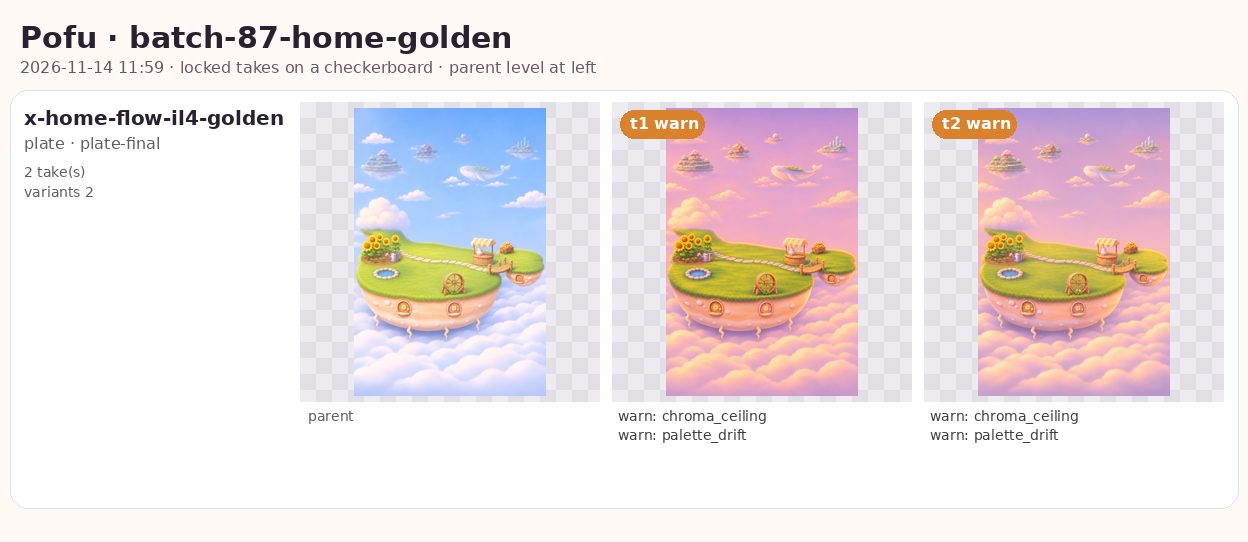 Pofu · batch-87-home-golden
2026-11-14 11:59 · locked takes on a checkerboard · parent level at left
x-home-flow-il4-golden
plate · plate-final
2 take(s)
variants 2
t1 warn
t2 warn
parent
warn: chroma_ceiling
warn: palette_drift
warn: chroma_ceiling
warn: palette_drift